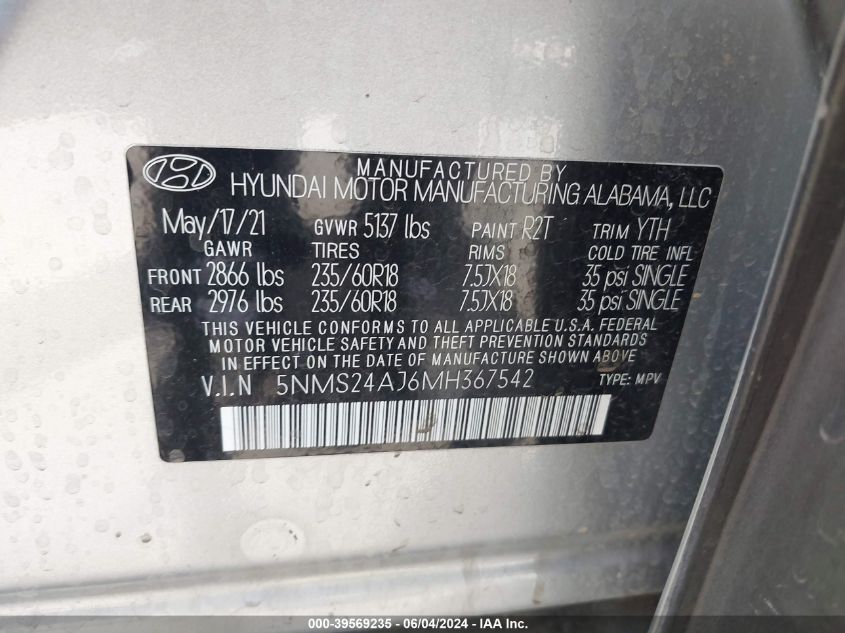 MANUFACTURED BY
HYUNDAI MOTOR MANUFACTURING ALABAMA, LLC
May/17/21 GVWR 5137 lbs PAINT R2T TRIM YTH
GAWR TIRES RIMS COLD TIRE INFL
FRONT 2866 lbs 235/60R18 7.5JX18 35 psi SINGLE
REAR 2976 lbs 235/60R18 7.5JX18 35 psi SINGLE
THIS VEHICLE CONFORMS TO ALL APPLICABLE U.S.A. FEDERAL
MOTOR VEHICLE SAFETY AND THEFT PREVENTION STANDARDS
IN EFFECT ON THE DATE OF MANUFACTURE SHOWN ABOVE.
V.I.N 5NMS24AJ6MH367542 TYPE: MPV
000-39569235 - 06/04/2024 - www.iaai.com